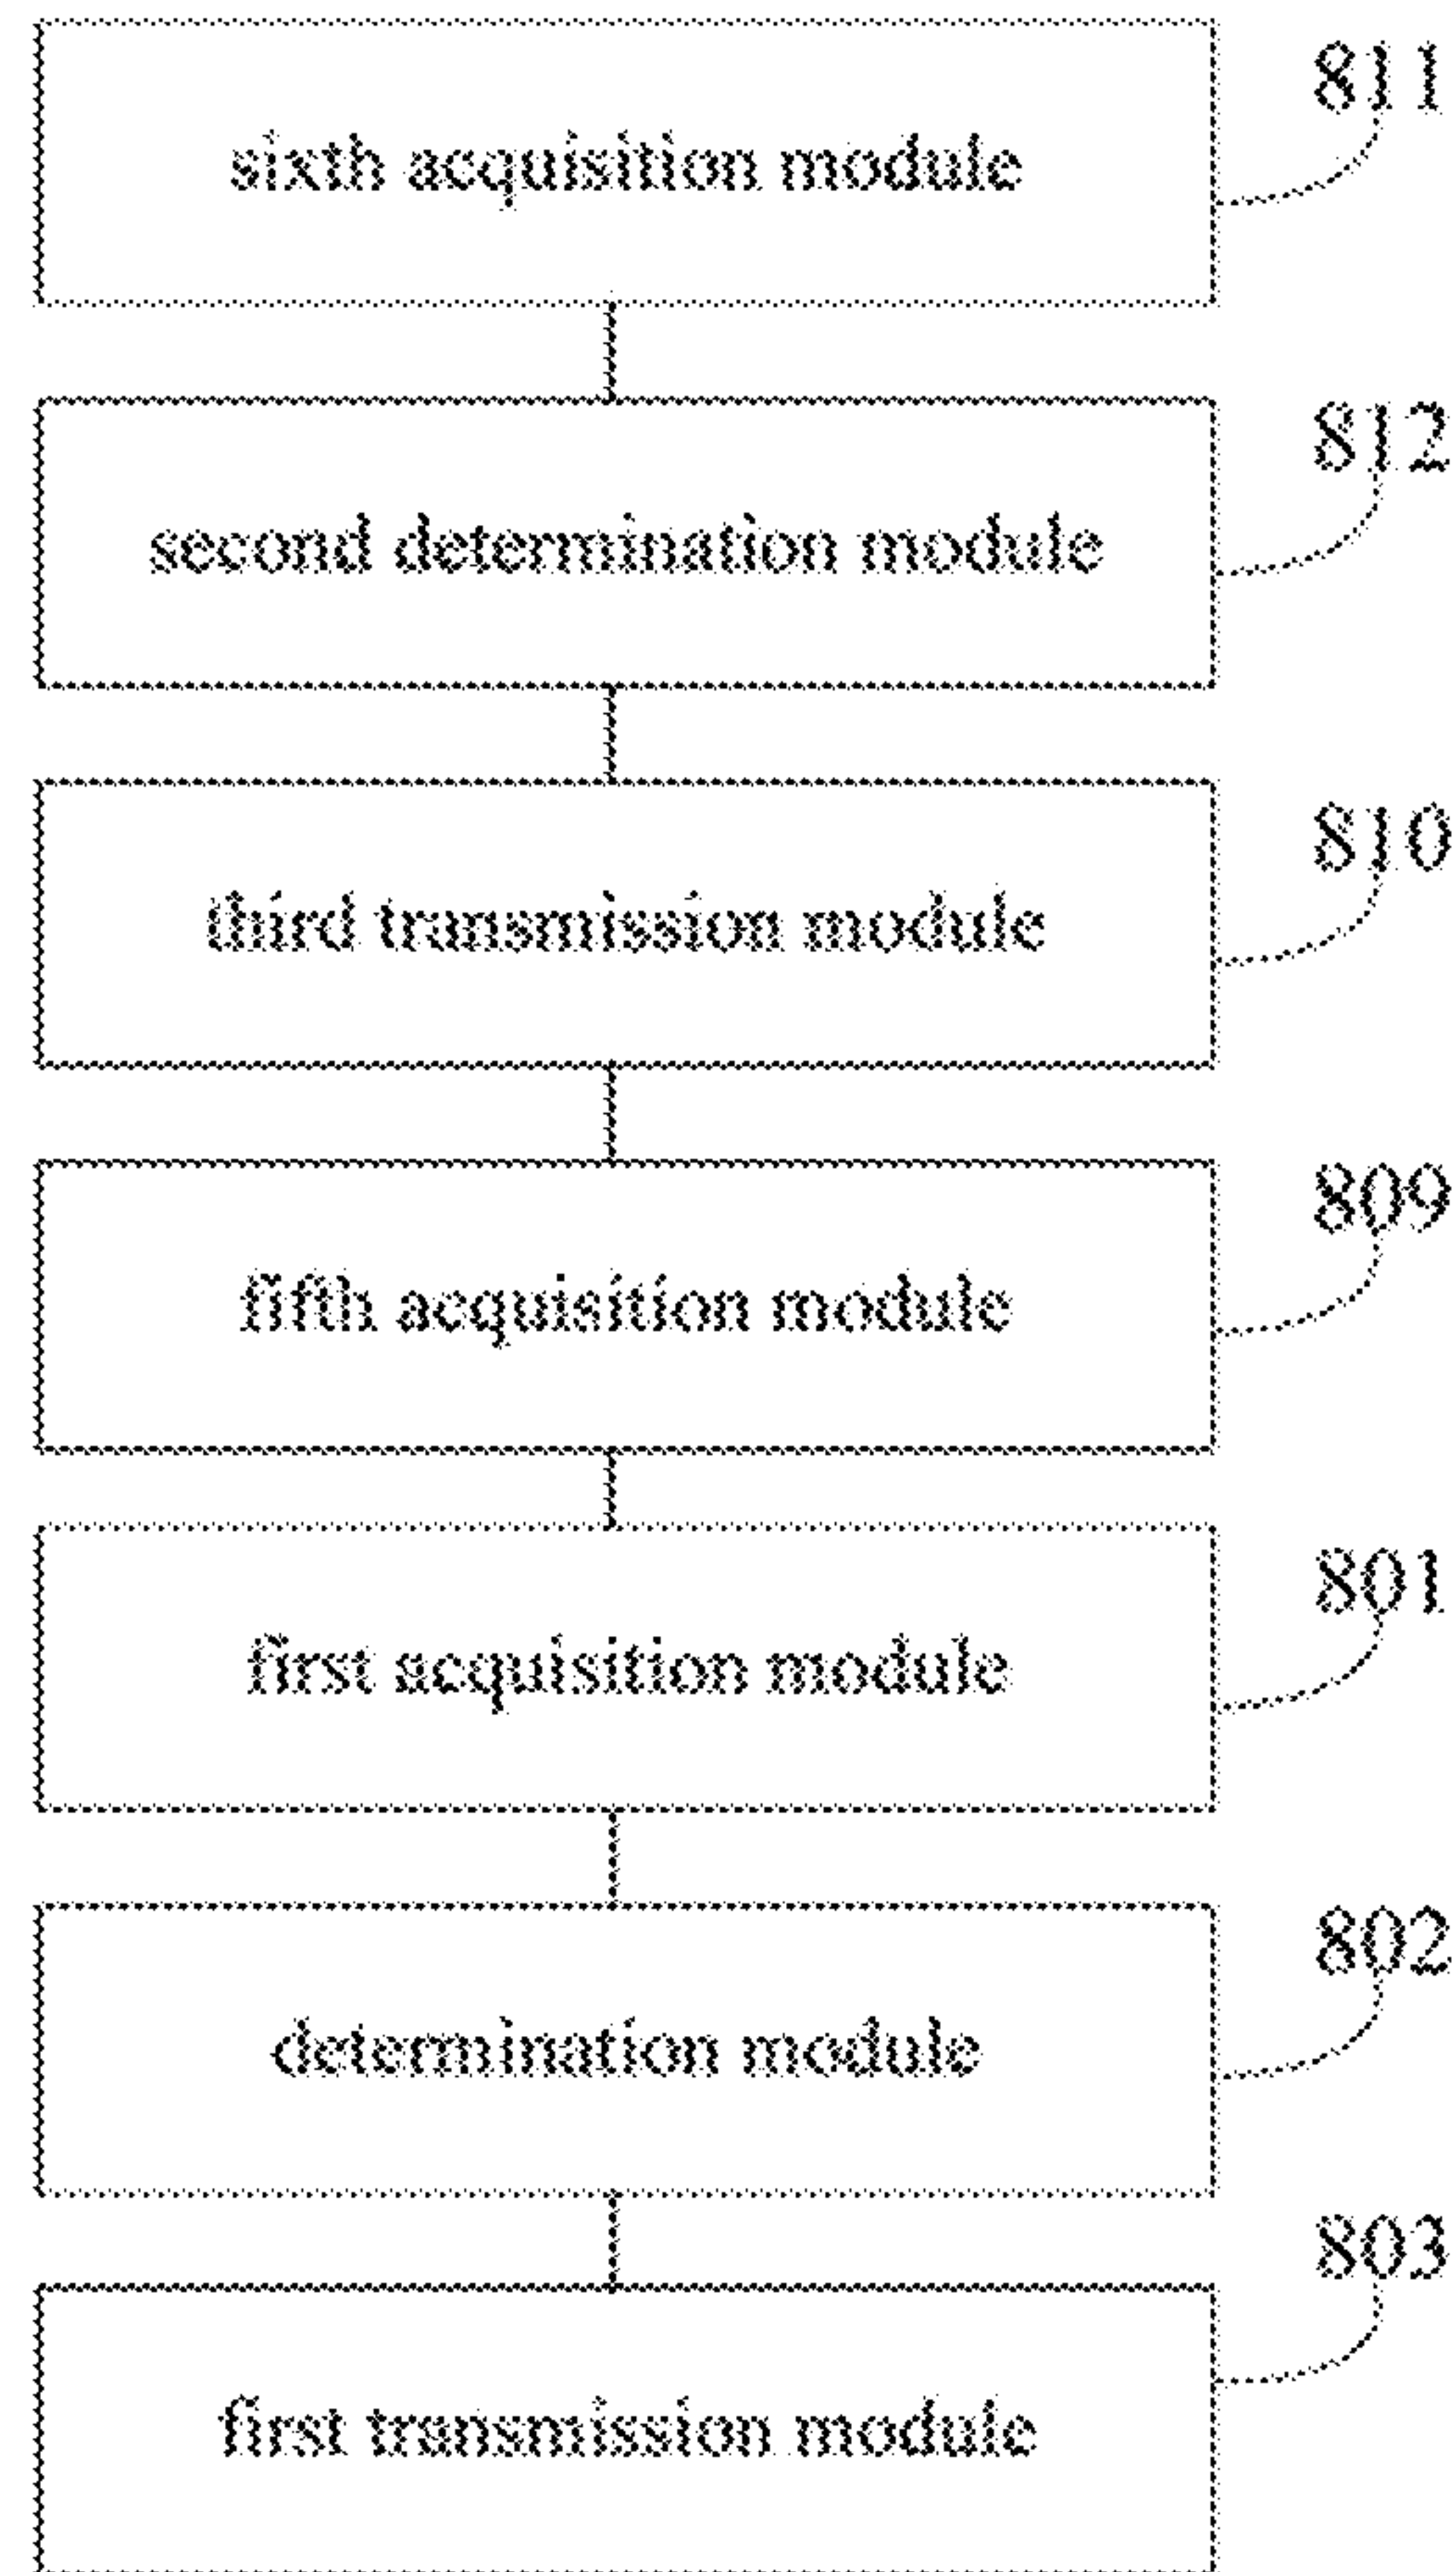 811
sixth acquisition module
812
second determination module
810
third transmission module
809
fifth acquisition module
801
first acquisition module
802
determination module
803
first transmission module